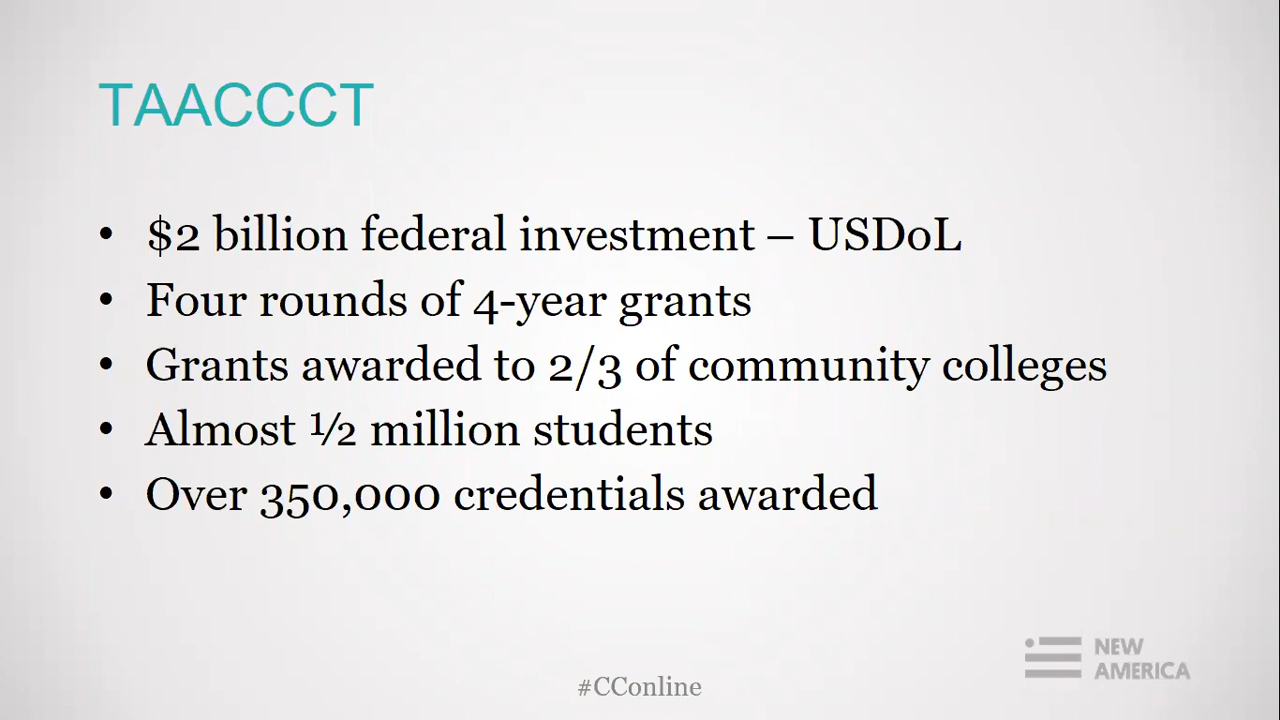 TAACCCT
• $2 billion federal investment – USDoL
• Four rounds of 4-year grants
• Grants awarded to 2/3 of community colleges
• Almost ½ million students
• Over 350,000 credentials awarded
NEW
AMERICA
#CConline